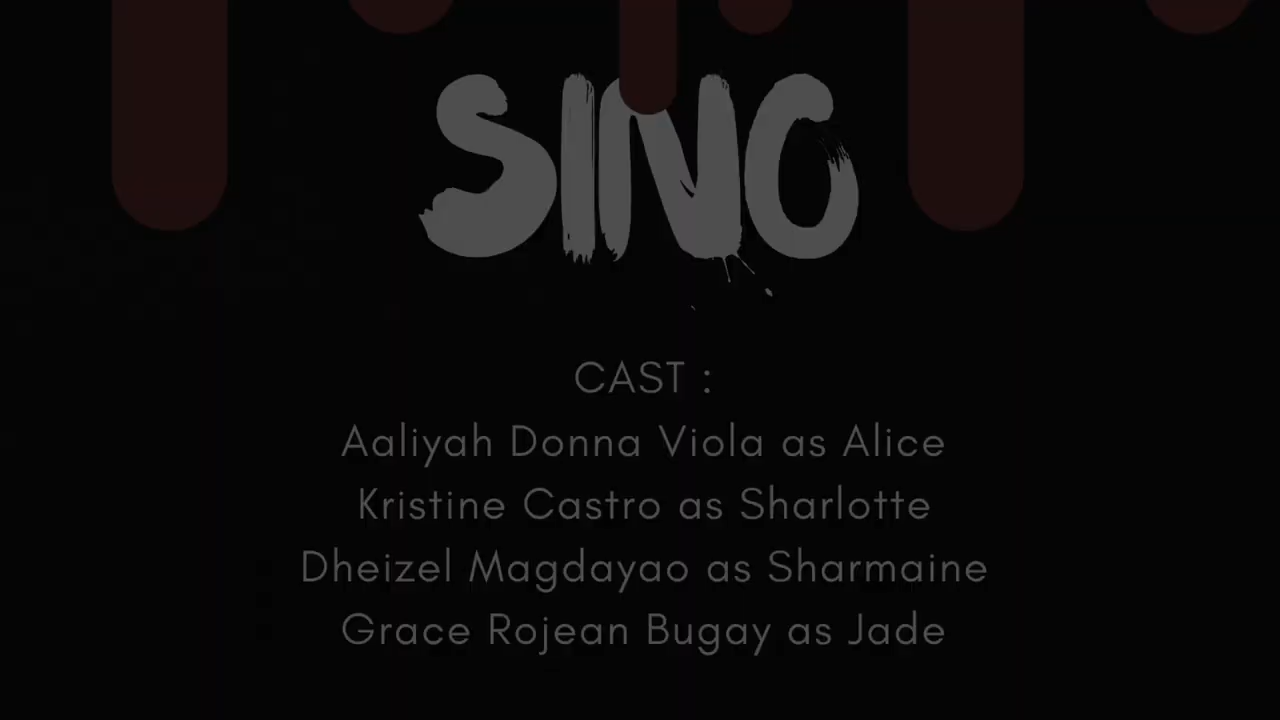 SINO
CAST :
Aaliyah Donna Viola as Alice
Kristine Castro as Sharlotte
Dheizel Magdayao as Sharmaine
Grace Rojean Bugay as Jade